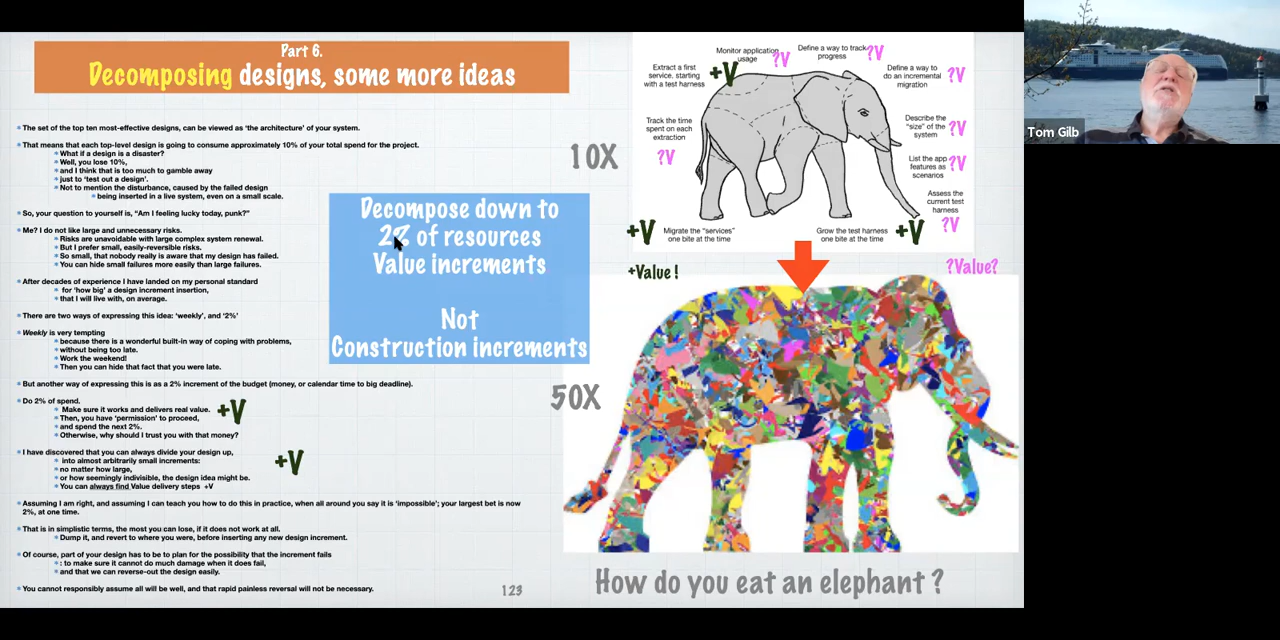 Part 6.
Decomposing designs, some more ideas
The set of the top ten most-effective designs, can be viewed as 'the architecture' of your system.
That means that each top-level design is going to consume approximately 10% of your total spend for the project.
What if a design is a disaster?
Well, you lose 10%,
and I think that is too much to gamble away
just to 'test out a design'.
Not to mention the disturbance, caused by the failed design
being inserted in a live system, even on a small scale.
So, your question to yourself is, "Am I feeling lucky today, punk?"
Me? I do not like large and unnecessary risks.
Risks are unavoidable with large complex system renewal.
But I prefer small, easily-reversible risks.
So small, that nobody really is aware that my design has failed.
You can hide small failures more easily than large failures.
After decades of experience I have landed on my personal standard
for 'how big' a design increment insertion,
that I will live with, on average.
There are two ways of expressing this idea: 'weekly', and '2%'
Weekly is very tempting
because there is a wonderful built-in way of coping with problems,
without being too late.
Work the weekend!
Then you can hide that fact that you were late.
But another way of expressing this is as a 2% increment of the budget (money, or calendar time to big deadline).
Do 2% of spend.
Make sure it works and delivers real value.
Then, you have 'permission' to proceed,
and spend the next 2%.
Otherwise, why should I trust you with that money?
+V
I have discovered that you can always divide your design up,
into almost arbitrarily small increments:
no matter how large,
or how seemingly indivisible, the design idea might be.
You can always find Value delivery steps +V
+V
Assuming I am right, and assuming I can teach you how to do this in practice, when all around you say it is 'impossible'; your largest bet is now
2%, at one time.
That is in simplistic terms, the most you can lose, if it does not work at all.
Dump it, and revert to where you were, before inserting any new design increment.
Of course, part of your design has to be to plan for the possibility that the increment fails
: to make sure it cannot do much damage when it does fail,
and that we can reverse-out the design easily.
You cannot responsibly assume all will be well, and that rapid painless reversal will not be necessary.
123
Decompose down to
2% of resources
Value increments
Not
Construction increments
10X
50X
Monitor application
usage
?V
Define a way to track
progress
?V
Extract a first
service, starting
with a test harness
+V
Define a way to
do an incremental
migration
?V
Track the time
spent on each
extraction
?V
Describe the
"size" of the
system
?V
List the app
features as
scenarios
?V
Assess the
current test
harness
?V
+V
Migrate the "services"
one bite at the time
Grow the test harness
one bite at the time
+V
+Value !
?Value?
How do you eat an elephant ?
Tom Gilb